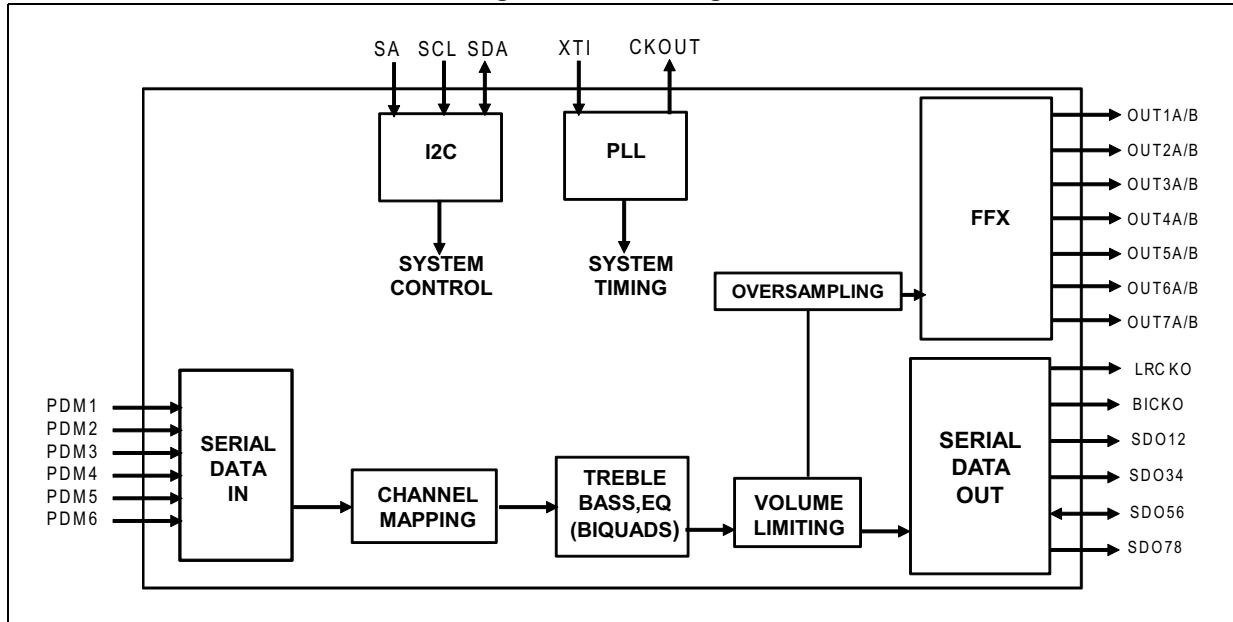 SA SCL SDA XTI CKOUT
I2C
PLL
SYSTEM
CONTROL
SYSTEM
TIMING
OVERSAMPLING
FFX
OUT1A/B
OUT2A/B
OUT3A/B
OUT4A/B
OUT5A/B
OUT6A/B
OUT7A/B
PDM1
PDM2
PDM3
PDM4
PDM5
PDM6
SERIAL
DATA
IN
CHANNEL
MAPPING
TREBLE
BASS,EQ
(BIQUADS)
VOLUME
LIMITING
SERIAL
DATA
OUT
LRCKO
BICKO
SDO12
SDO34
SDO56
SDO78